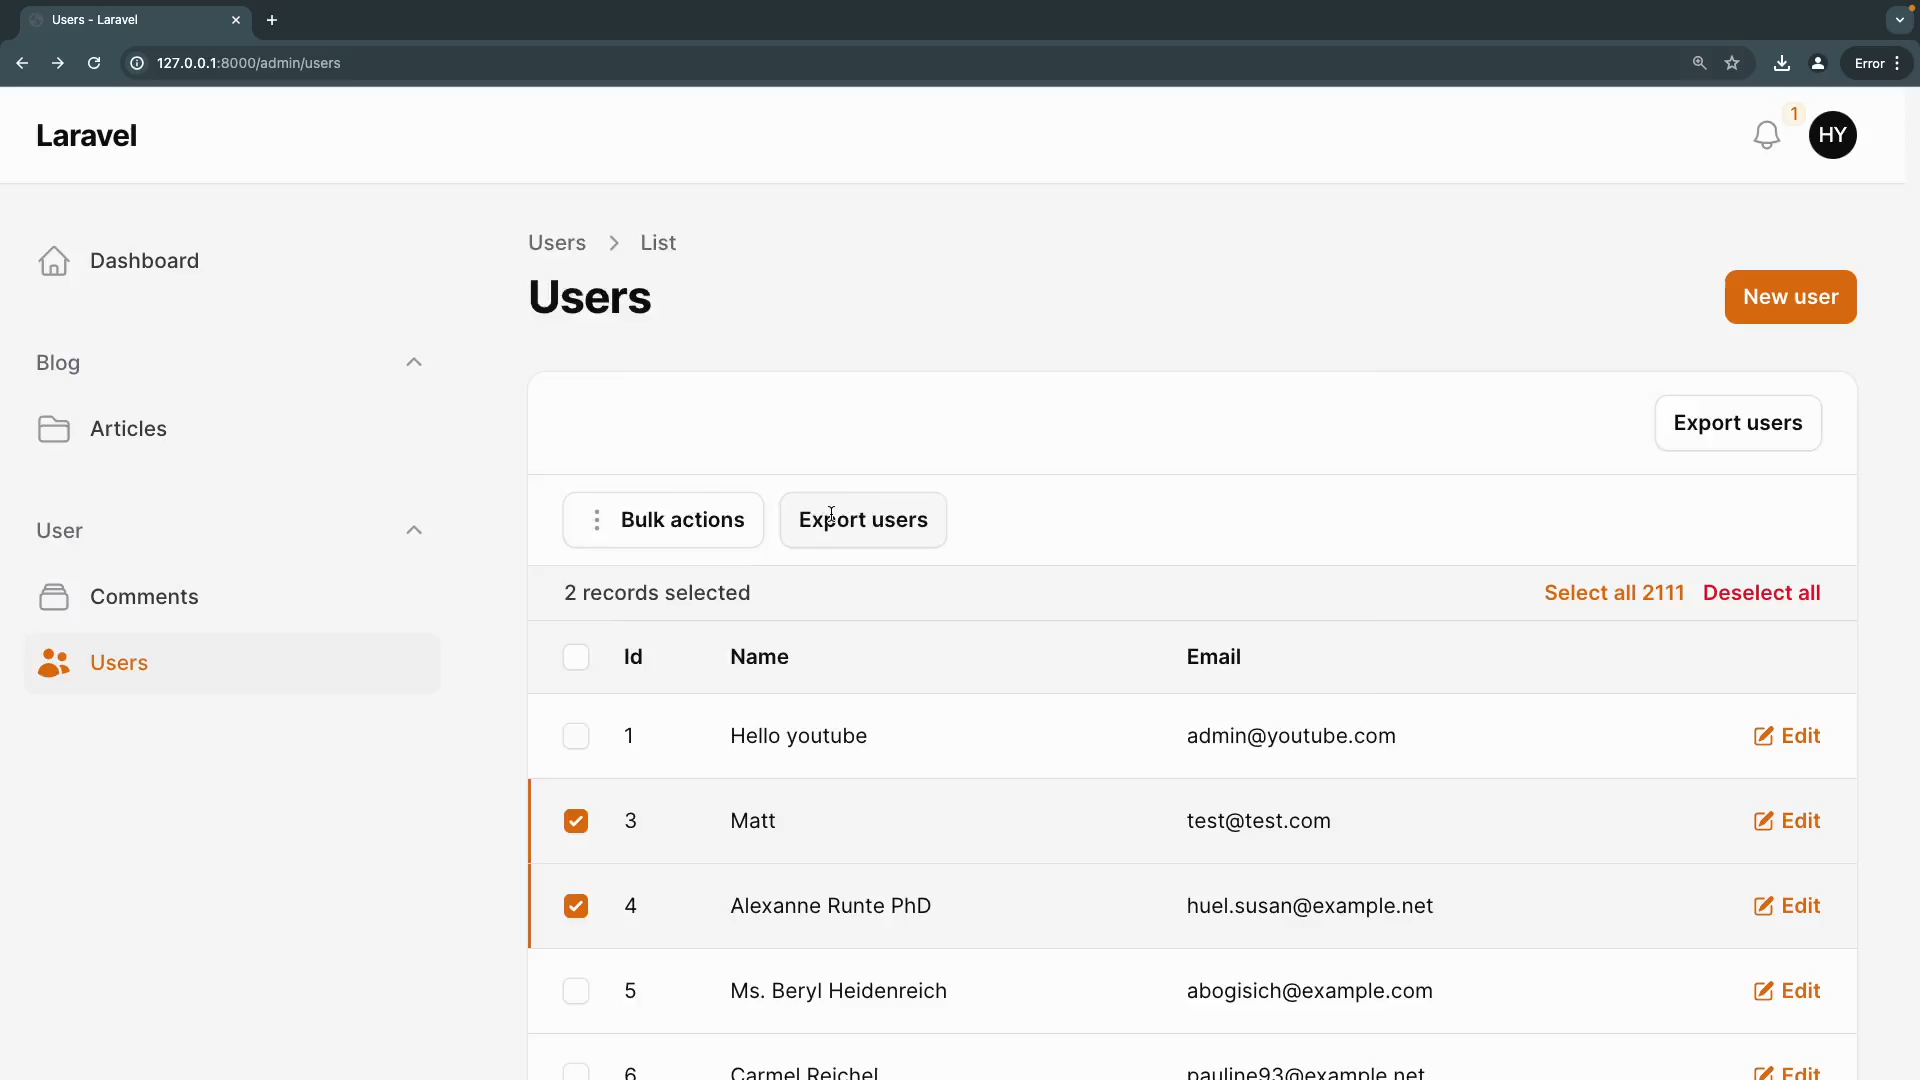 Users - Laravel
127.0.0.1:8000/admin/users
Error
Laravel
1
HY
Dashboard
Blog
Articles
User
Comments
Users
Users > List
Users
New user
Export users
Bulk actions
Export users
2 records selected
Select all 2111 Deselect all
Id Name Email
1 Hello youtube admin@youtube.com Edit
3 Matt test@test.com Edit
4 Alexanne Runte PhD huel.susan@example.net Edit
5 Ms. Beryl Heidenreich abogisich@example.com Edit
6 Carmel Reichel pauline93@example.net Edit